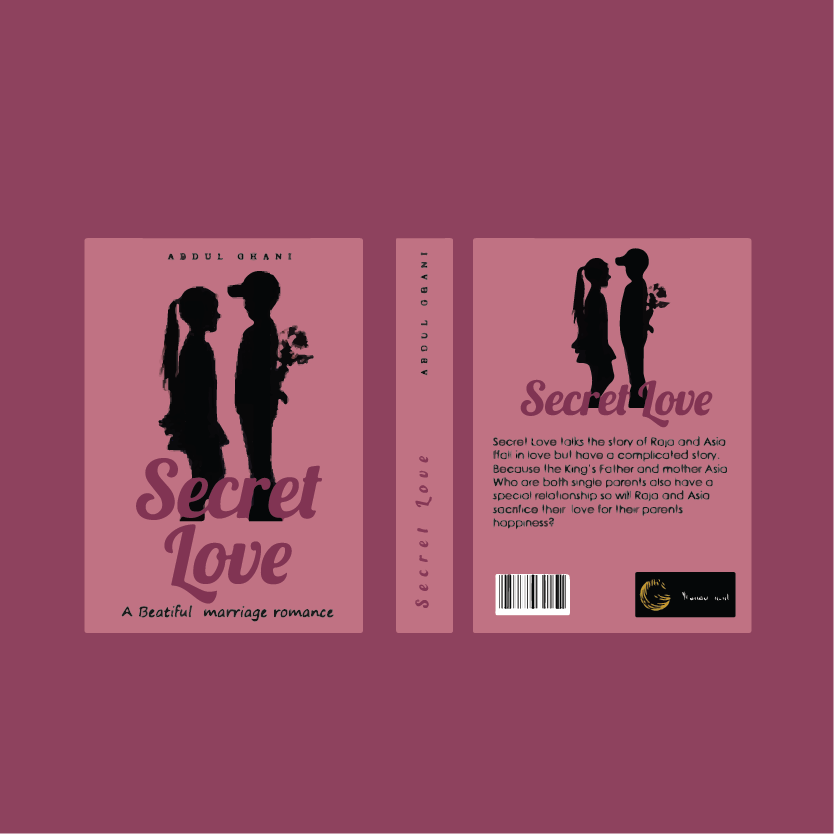 ABDUL GHANI
Secret
Love
A Beatiful marriage romance
ABDUL GHANI
Secret Love
Secret Love
Secret Love talks the story of Raja and Asia
ffall in love but have a complicated story.
Because the King's Father and mother Asia
Who are both single parents also have a
special relationship so will Raja and Asia
sacrifice their love for their parents
happiness?